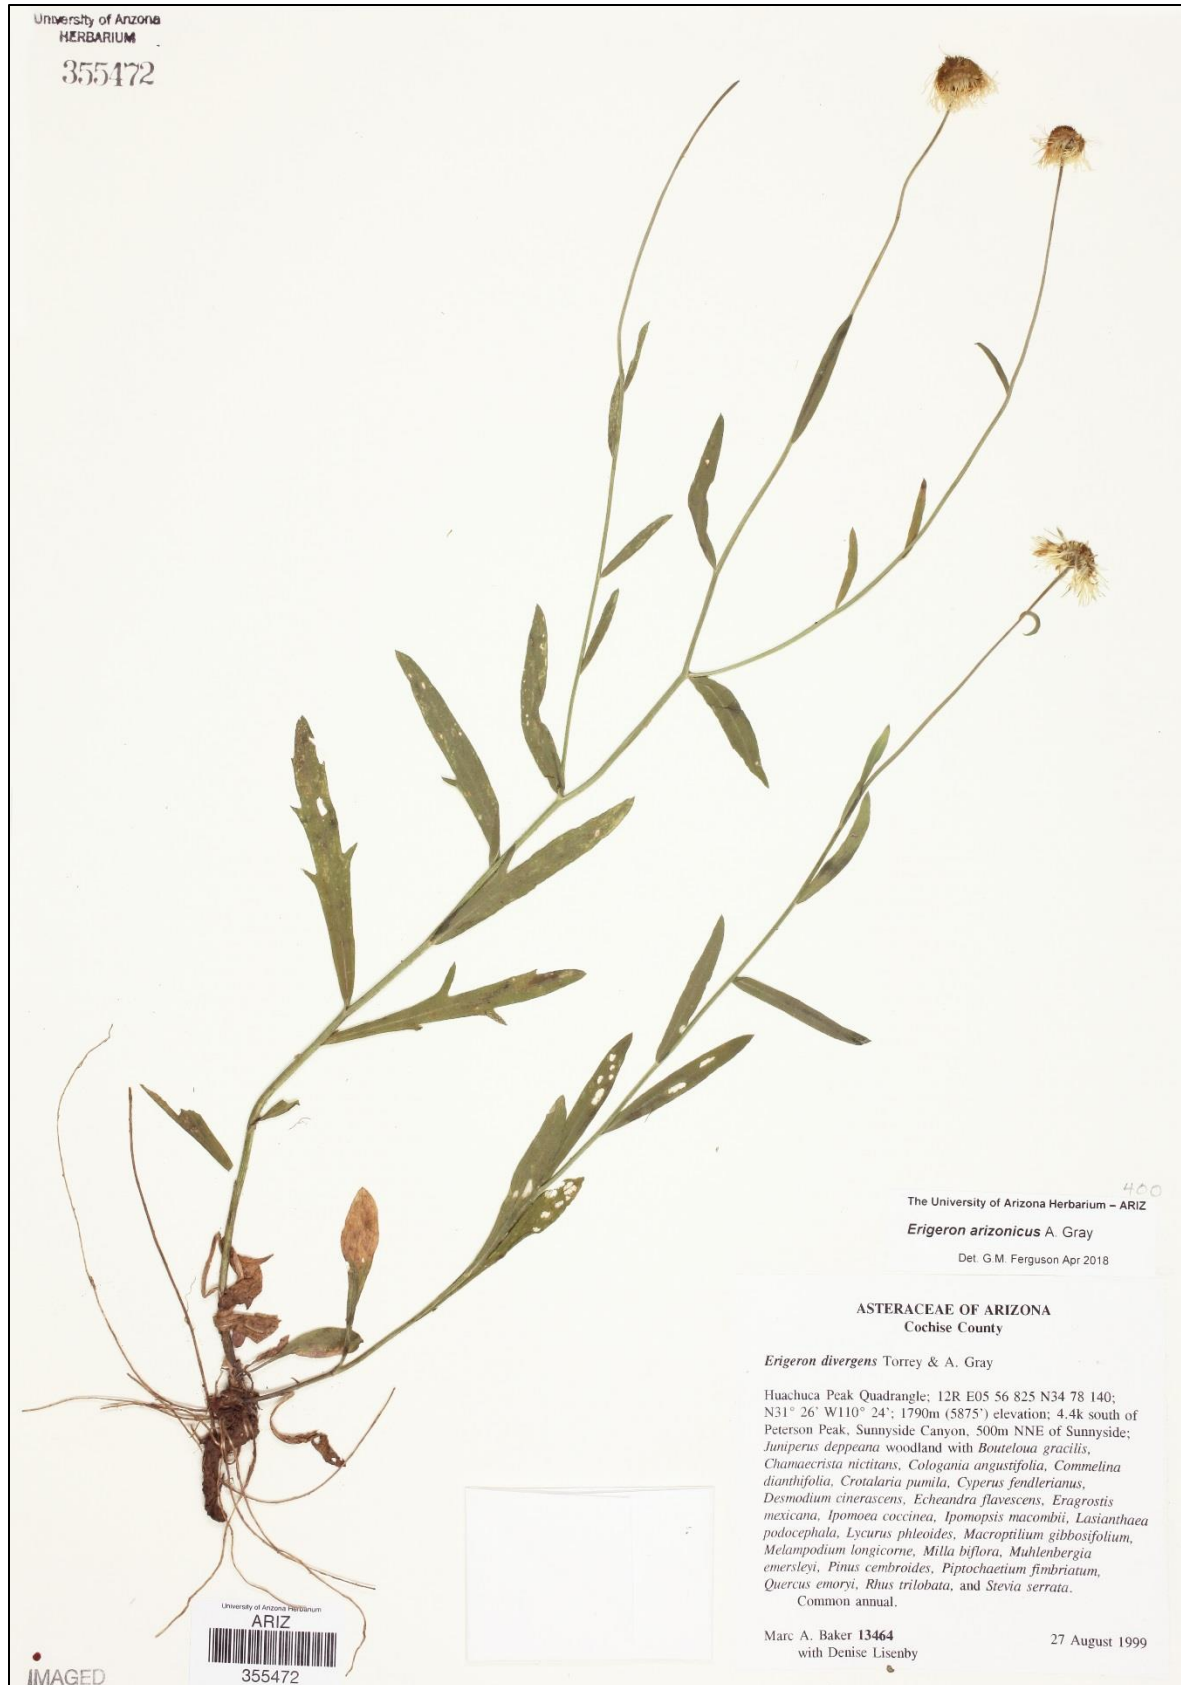 University of Arizona
HERBARIUM
355472
400
The University of Arizona Herbarium – ARIZ
Erigeron arizonicus A. Gray
Det. G.M. Ferguson Apr 2018
ASTERACEAE OF ARIZONA
Cochise County
Erigeron divergens Torrey & A. Gray
Huachuca Peak Quadrangle; 12R E05 56 825 N34 78 140;
N31° 26' W110° 24'; 1790m (5875') elevation; 4.4k south of
Peterson Peak, Sunnyside Canyon, 500m NNE of Sunnyside;
Juniperus deppeana woodland with Bouteloua gracilis,
Chamaecrista nictitans, Cologania angustifolia, Commelina
dianthifolia, Crotalaria pumila, Cyperus fendlerianus,
Desmodium cinerascens, Echeandra flavescens, Eragrostis
mexicana, Ipomoea coccinea, Ipomopsis macombii, Lasianthaea
podocephala, Lycurus phleoides, Macroptilium gibbosifolium,
Melampodium longicorne, Milla biflora, Muhlenbergia
emersleyi, Pinus cembroides, Piptochaetium fimbriatum,
Quercus emoryi, Rhus trilobata, and Stevia serrata.
Common annual.
Marc A. Baker 13464
with Denise Lisenby
27 August 1999
University of Arizona Herbarium
ARIZ
355472
IMAGED